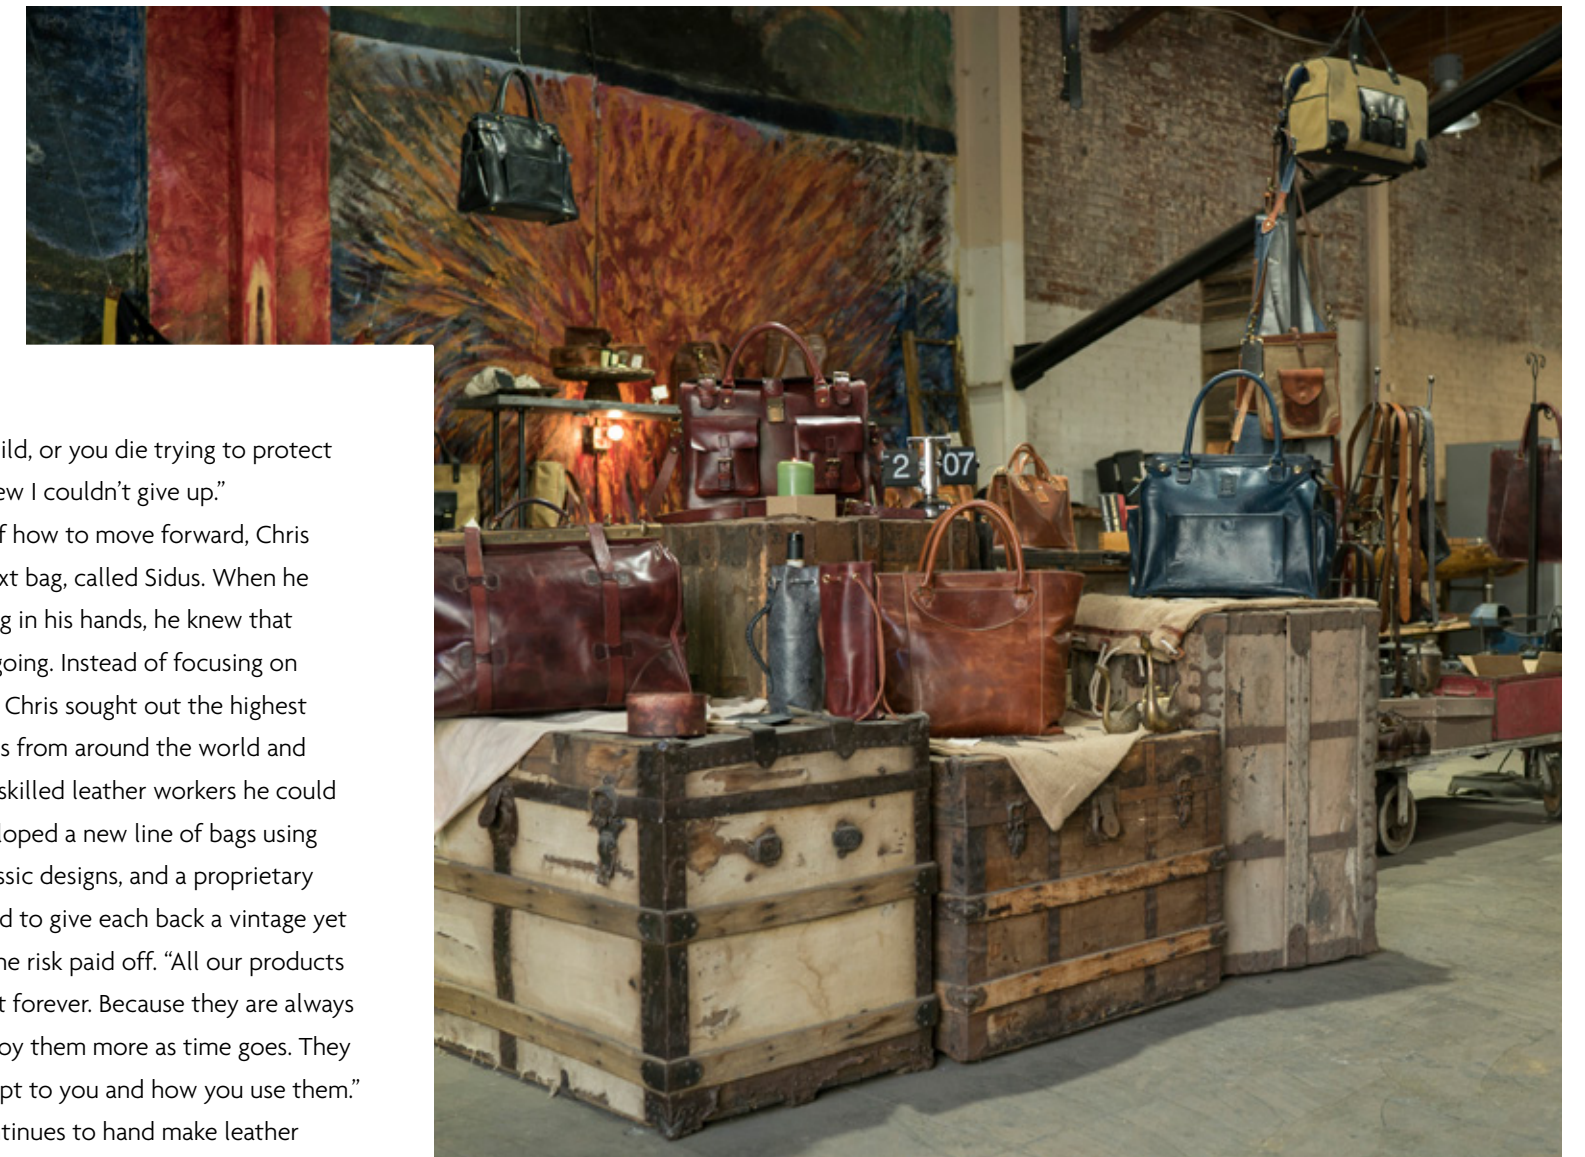 ild, or you die trying to protect
ew I couldn’t give up.”
f how to move forward, Chris
xt bag, called Sidus. When he
g in his hands, he knew that
going. Instead of focusing on
Chris sought out the highest
s from around the world and
skilled leather workers he could
loped a new line of bags using
ssic designs, and a proprietary
d to give each back a vintage yet
he risk paid off. “All our products
t forever. Because they are always
oy them more as time goes. They
pt to you and how you use them.”
tinues to hand make leather
2 07